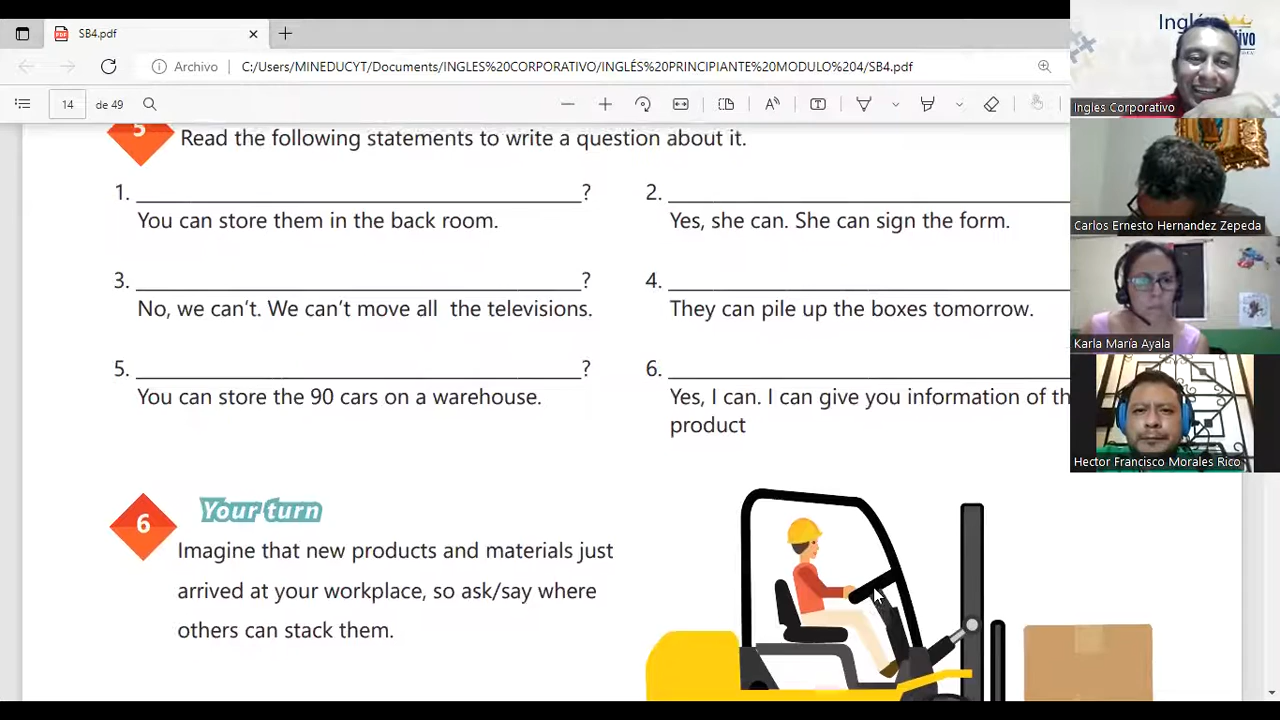 SB4.pdf
Archivo
C:/Users/MINEDUCYT/Documents/INGLES%20CORPORATIVO/INGLÉS%20PRINCIPIANTE%20MODULO%204/SB4.pdf
14
de 49
5
Read the following statements to write a question about it.
1. ?
You can store them in the back room.
2.
Yes, she can. She can sign the form.
3. ?
No, we can't. We can't move all the televisions.
4.
They can pile up the boxes tomorrow.
5. ?
You can store the 90 cars on a warehouse.
6.
Yes, I can. I can give you information of th
product
6
Your turn
Imagine that new products and materials just
arrived at your workplace, so ask/say where
others can stack them.
Ingles Corporativo
Carlos Ernesto Hernandez Zepeda
Karla María Ayala
Hector Francisco Morales Rico